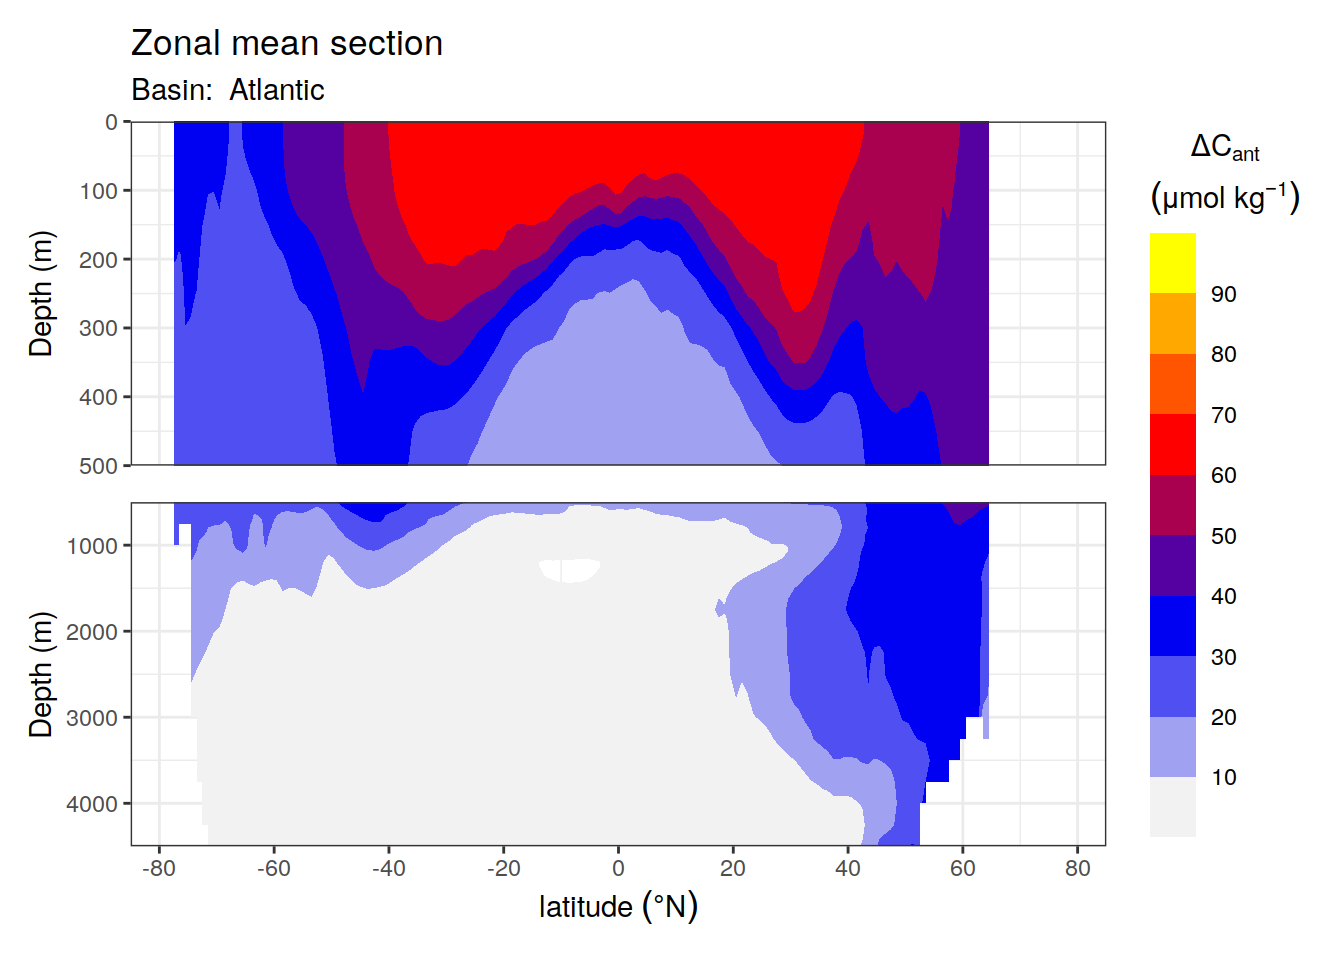 Zonal mean section
Basin:  Atlantic
0
100
200
300
400
500
Depth (m)
1000
2000
3000
4000
Depth (m)
-80 -60 -40 -20 0 20 40 60 80
latitude (°N)
ΔCant
(μmol kg⁻¹)
90
80
70
60
50
40
30
20
10